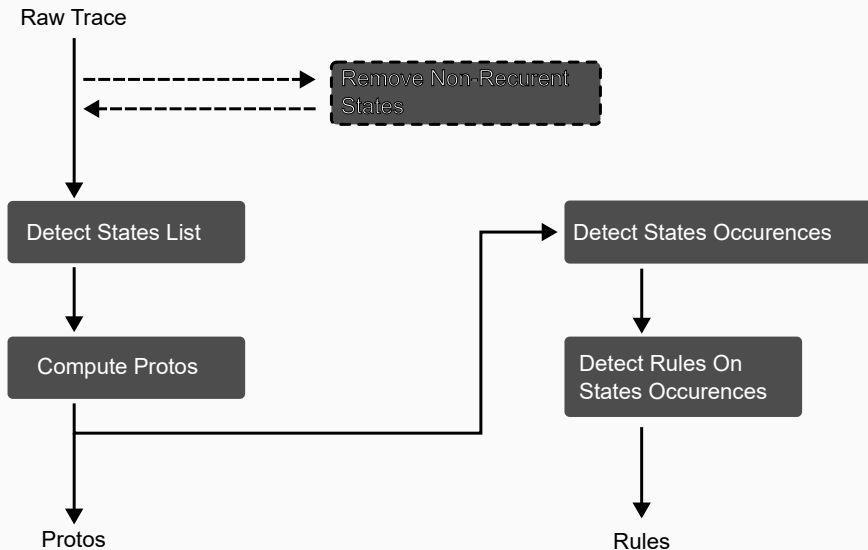 Raw Trace
Remove Non-Recurent
States
Detect States List
Detect States Occurences
Compute Protos
Detect Rules On
States Occurences
Protos
Rules